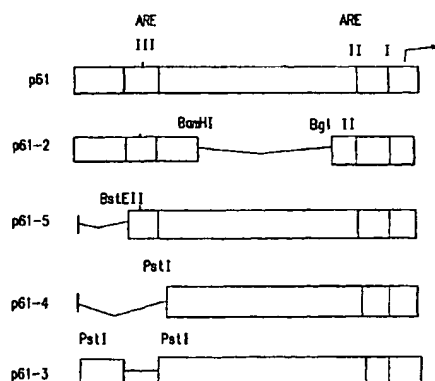 ARE ARE
III II I
p61
p61-2 BamHI Bgl II
p61-5 BstEII
p61-4 PstI
PstI PstI
p61-3